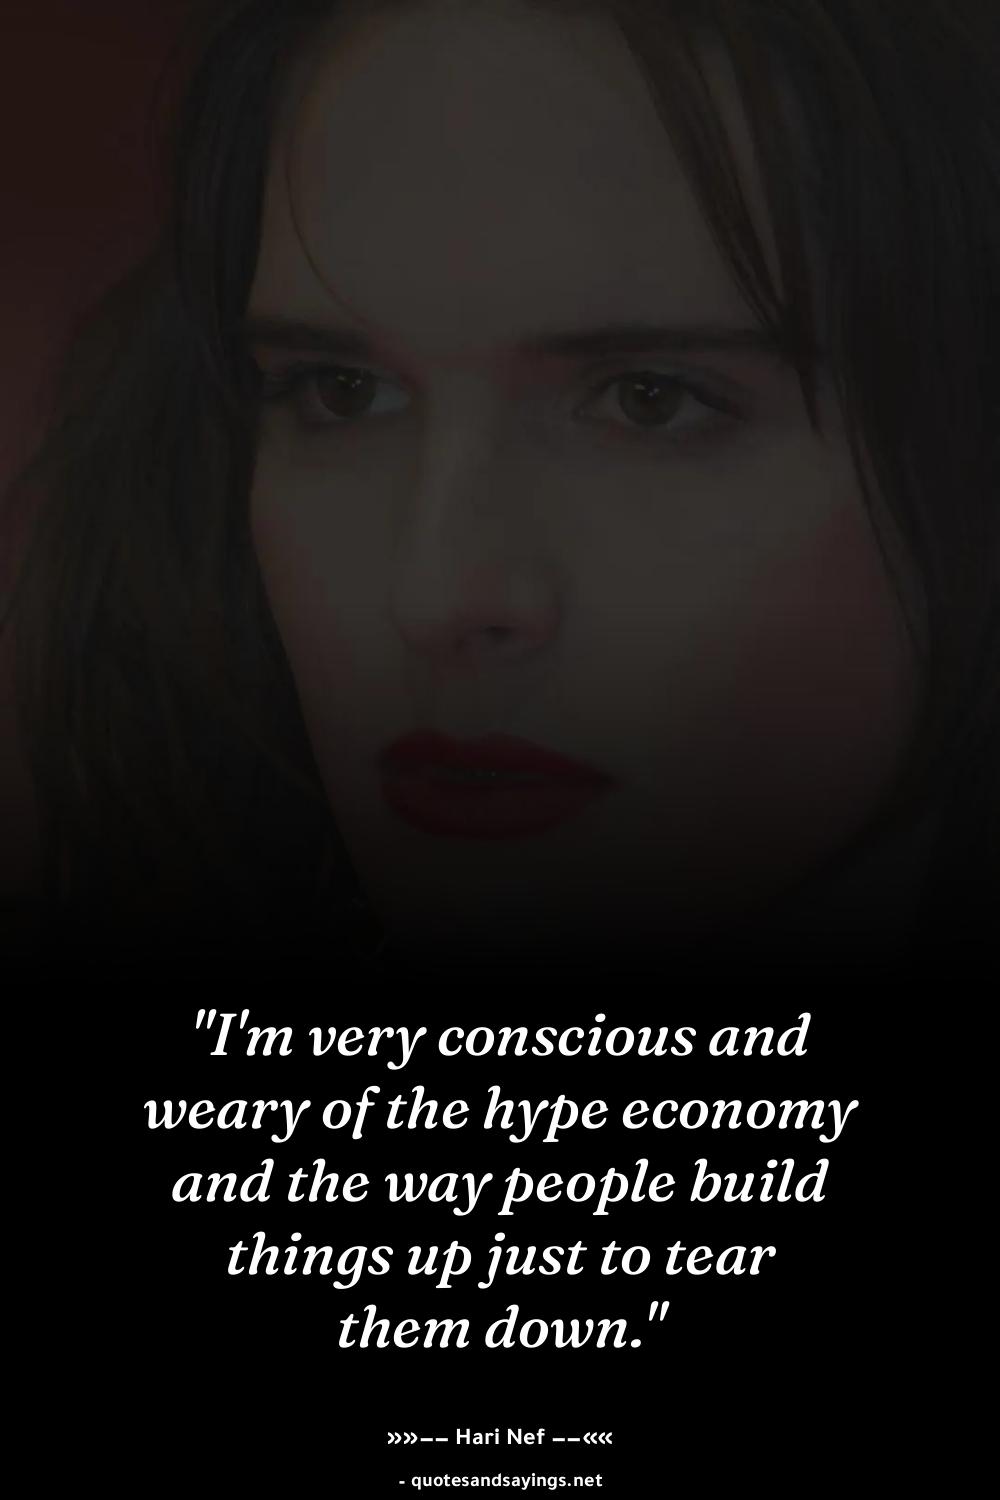 "I'm very conscious and
weary of the hype economy
and the way people build
things up just to tear
them down."
»»−− Hari Nef −−««
- quotesandsayings.net